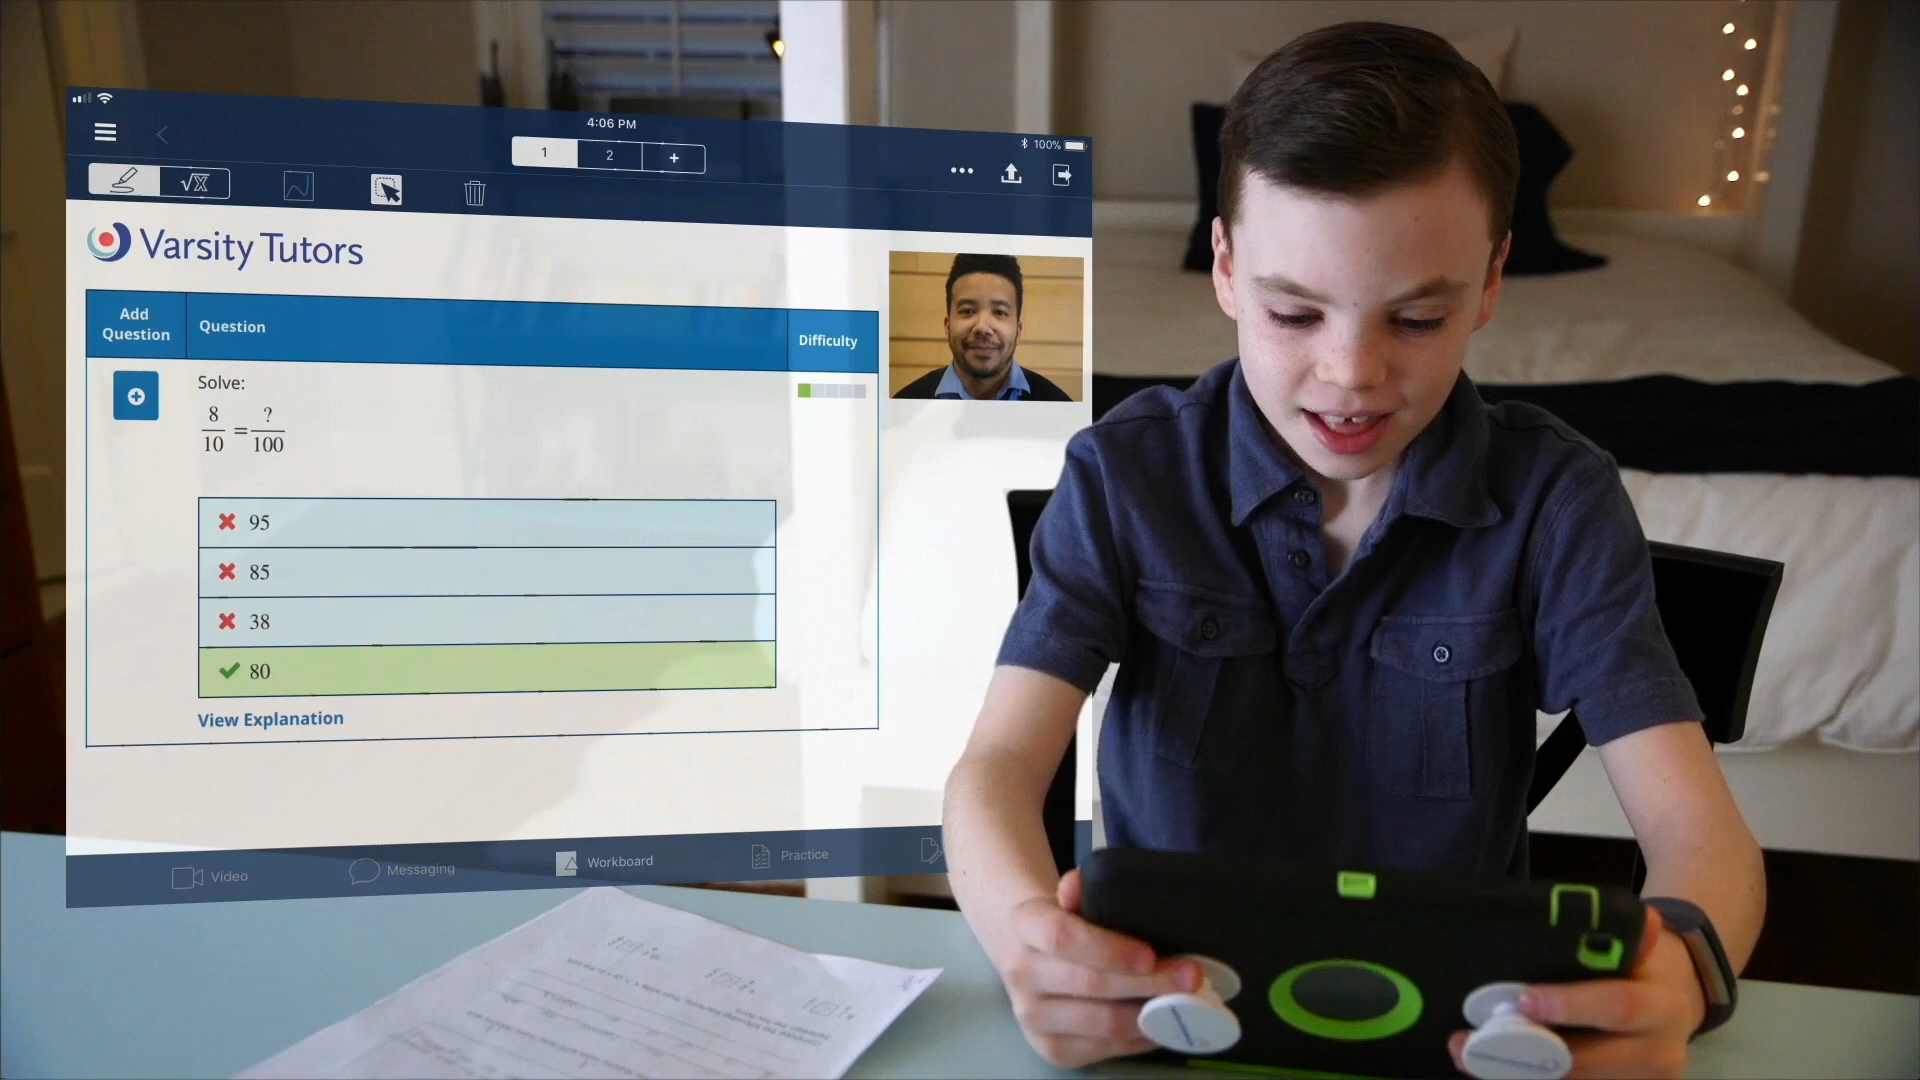 4:06 PM
100%
1
2
+
√x
Varsity Tutors
Add Question
Question
Difficulty
Solve:
8/10 = ?/100
95
85
38
80
View Explanation
Video
Messaging
Workboard
Practice